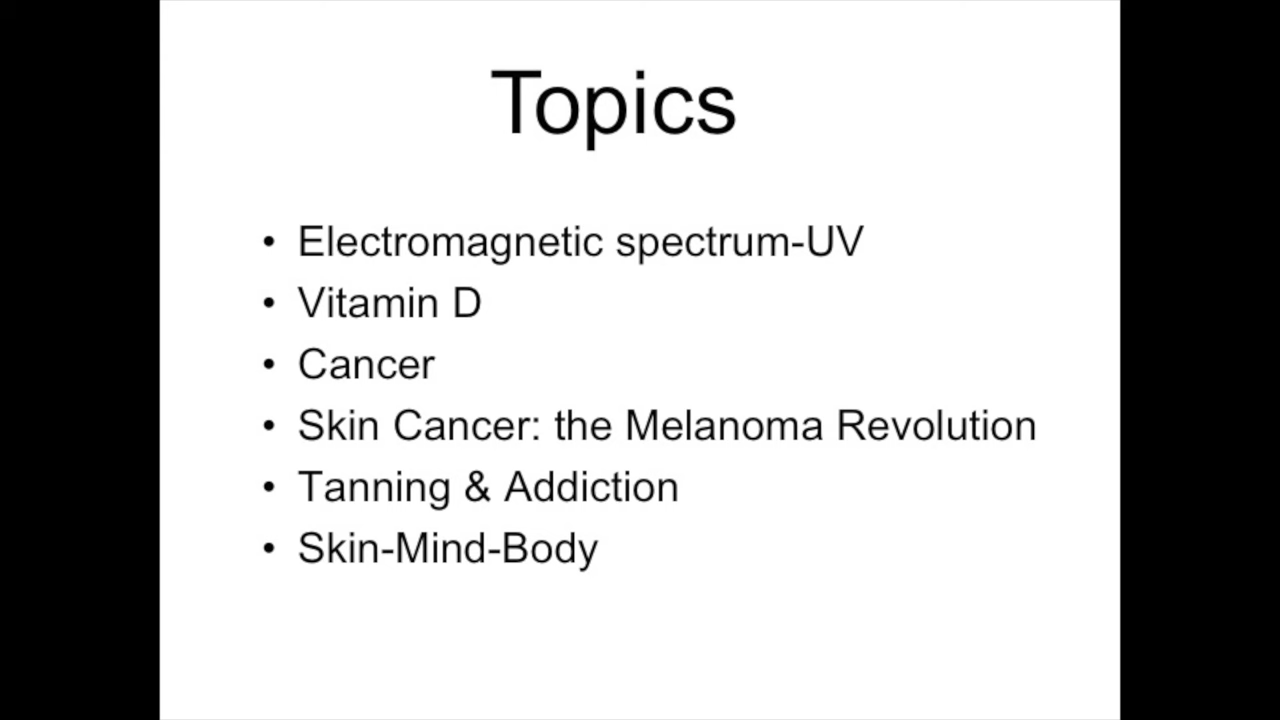 Topics
• Electromagnetic spectrum-UV
• Vitamin D
• Cancer
• Skin Cancer: the Melanoma Revolution
• Tanning & Addiction
• Skin-Mind-Body